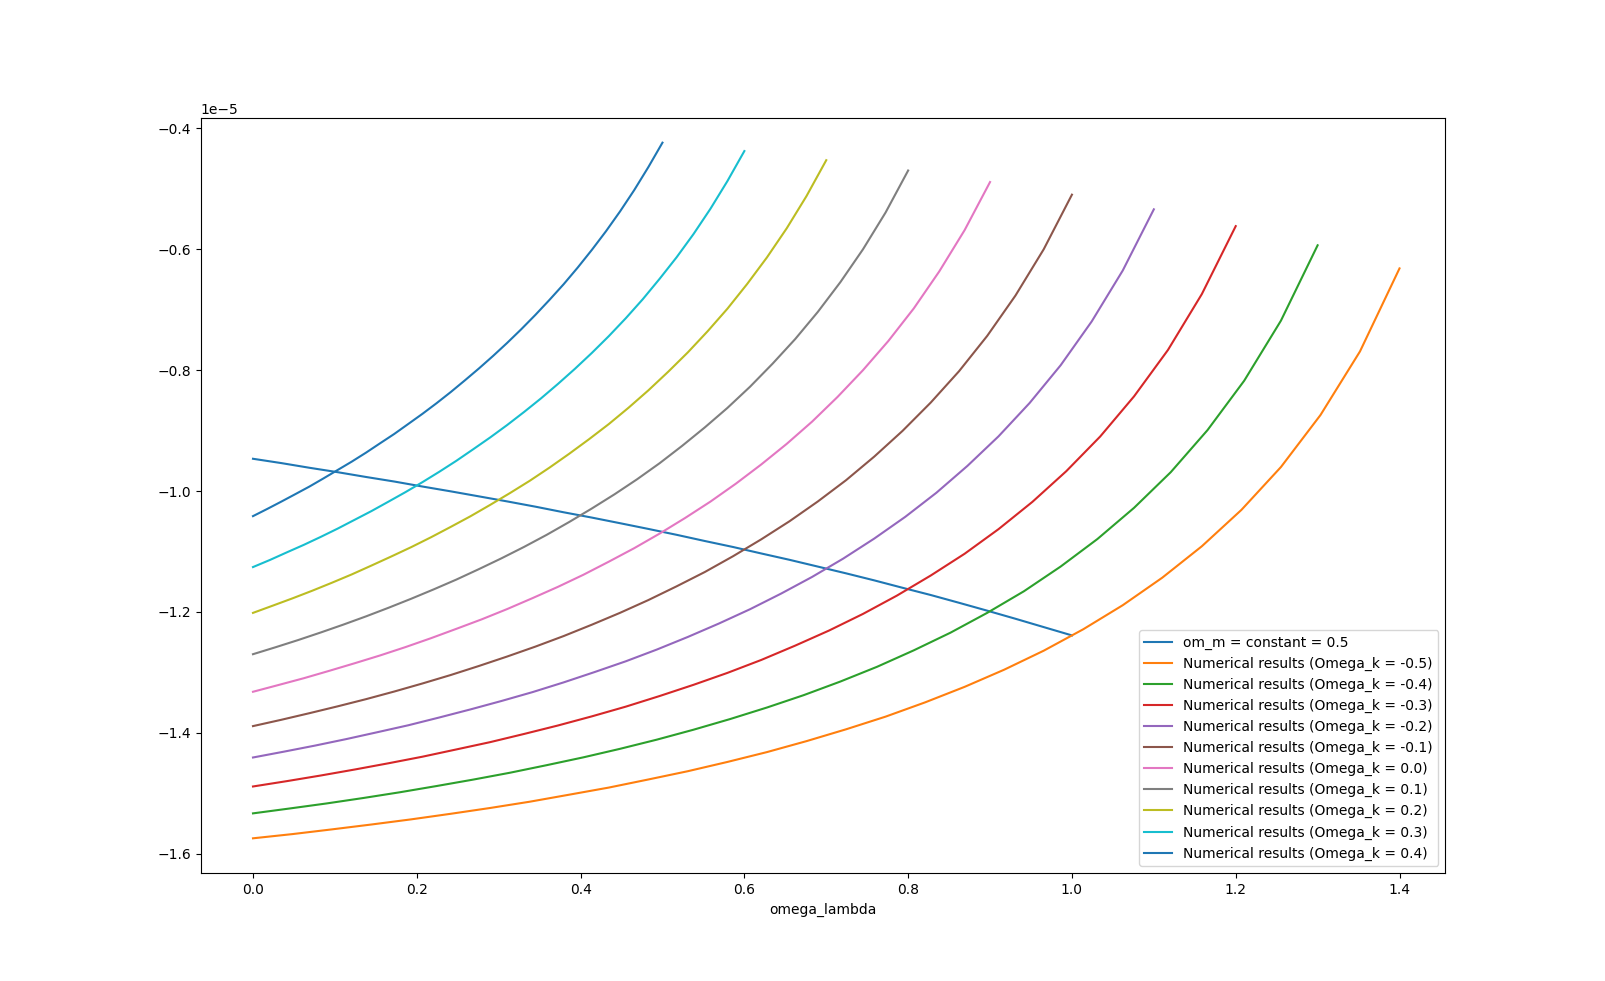 1e−5
−0.4
−0.6
−0.8
−1.0
−1.2
−1.4
−1.6
om_m = constant = 0.5
Numerical results (Omega_k = -0.5)
Numerical results (Omega_k = -0.4)
Numerical results (Omega_k = -0.3)
Numerical results (Omega_k = -0.2)
Numerical results (Omega_k = -0.1)
Numerical results (Omega_k = 0.0)
Numerical results (Omega_k = 0.1)
Numerical results (Omega_k = 0.2)
Numerical results (Omega_k = 0.3)
Numerical results (Omega_k = 0.4)
0.0 0.2 0.4 0.6 0.8 1.0 1.2 1.4
omega_lambda